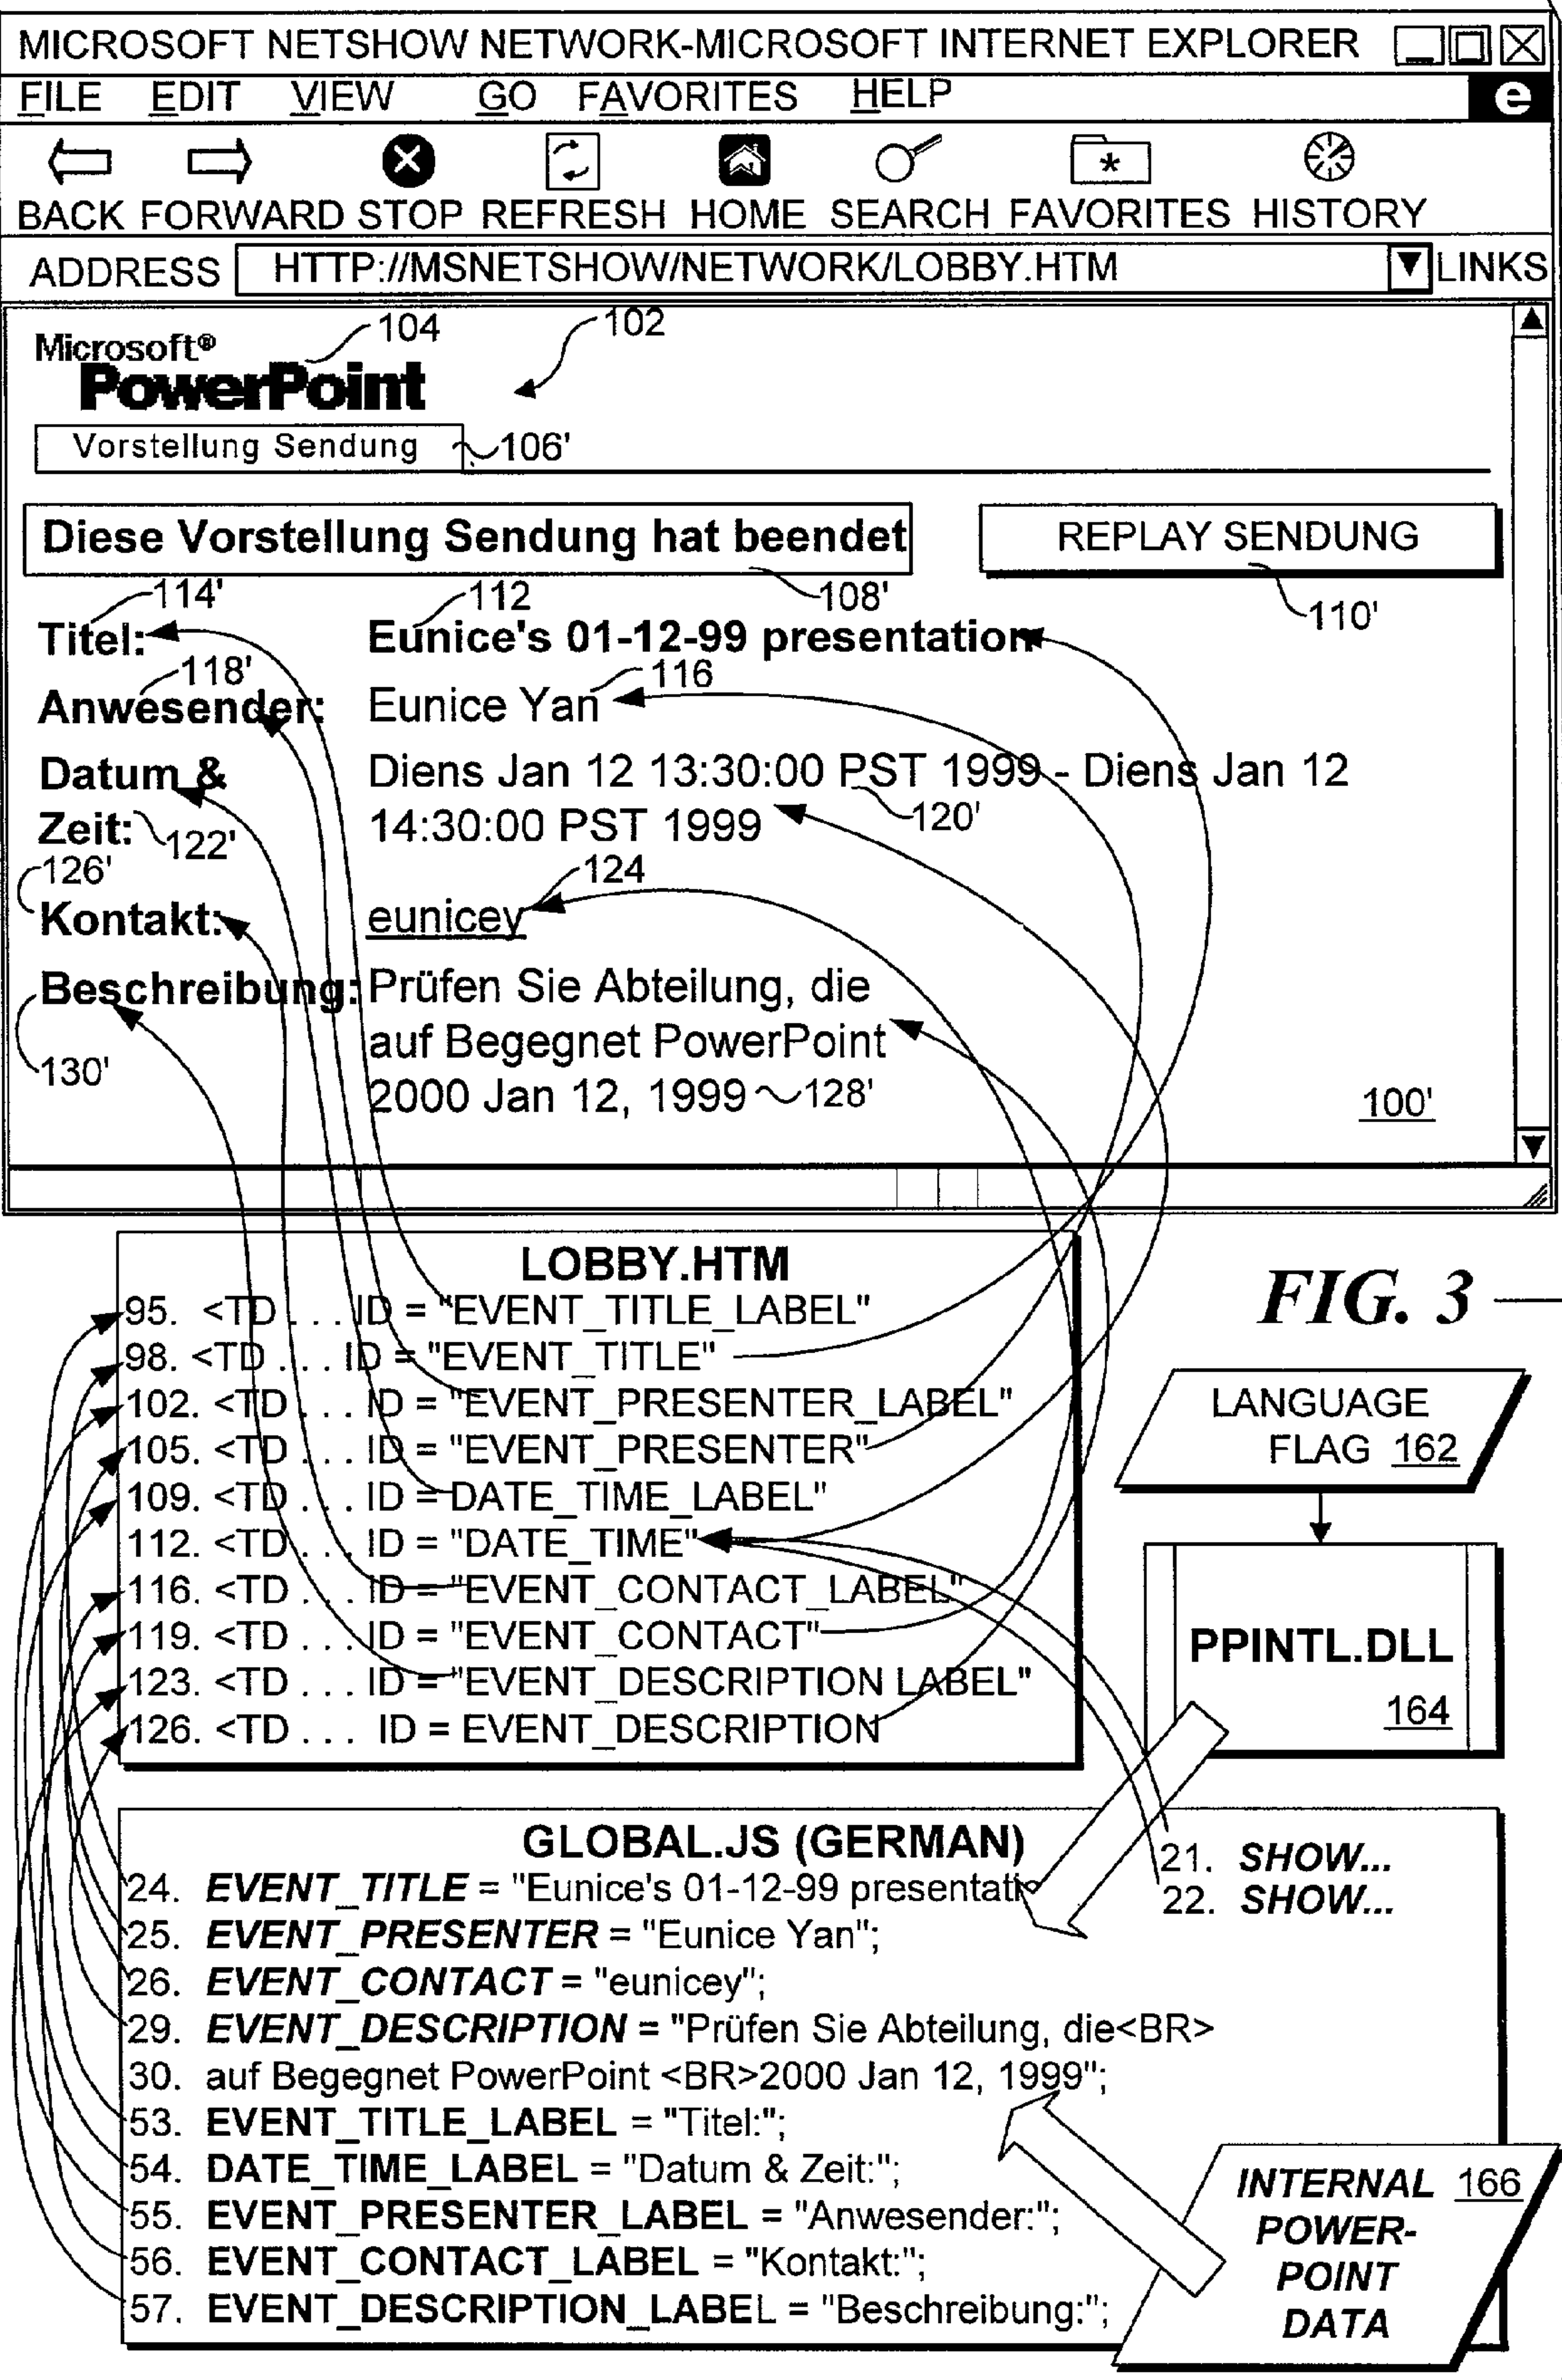 MICROSOFT NETSHOW NETWORK-MICROSOFT INTERNET EXPLORER
FILE EDIT VIEW GO FAVORITES HELP
e
BACK FORWARD STOP REFRESH HOME SEARCH FAVORITES HISTORY
ADDRESS HTTP://MSNETSHOW/NETWORK/LOBBY.HTM LINKS
104 102
Microsoft®
PowerPoint
Vorstellung Sendung 106'
Diese Vorstellung Sendung hat beendet REPLAY SENDUNG
114' 112 108' 110'
Titel: Eunice's 01-12-99 presentation
118' 116
Anwesender: Eunice Yan
Datum & Diens Jan 12 13:30:00 PST 1999 - Diens Jan 12
Zeit: 122' 14:30:00 PST 1999 120'
126' 124
Kontakt: eunicey
Beschreibung: Prüfen Sie Abteilung, die
auf Begegnet PowerPoint
130' 2000 Jan 12, 1999 128' 100'
LOBBY.HTM
95. <TD ... ID = "EVENT_TITLE_LABEL"
98. <TD ... ID = "EVENT_TITLE"
102. <TD ... ID = "EVENT_PRESENTER_LABEL"
105. <TD ... ID = "EVENT_PRESENTER"
109. <TD ... ID = DATE_TIME_LABEL"
112. <TD ... ID = "DATE_TIME"
116. <TD ... ID = "EVENT_CONTACT_LABEL"
119. <TD ... ID = "EVENT_CONTACT"
123. <TD ... ID = "EVENT_DESCRIPTION LABEL"
126. <TD ... ID = EVENT_DESCRIPTION
FIG. 3
LANGUAGE
FLAG 162
PPINTL.DLL
164
GLOBAL.JS (GERMAN)
21. SHOW...
22. SHOW...
24. EVENT_TITLE = "Eunice's 01-12-99 presentatio
25. EVENT_PRESENTER = "Eunice Yan";
26. EVENT_CONTACT = "eunicey";
29. EVENT_DESCRIPTION = "Prüfen Sie Abteilung, die<BR>
30. auf Begegnet PowerPoint <BR>2000 Jan 12, 1999";
53. EVENT_TITLE_LABEL = "Titel:";
54. DATE_TIME_LABEL = "Datum & Zeit:";
55. EVENT_PRESENTER_LABEL = "Anwesender:";
56. EVENT_CONTACT_LABEL = "Kontakt:";
57. EVENT_DESCRIPTION_LABEL = "Beschreibung:";
INTERNAL 166
POWER-
POINT
DATA